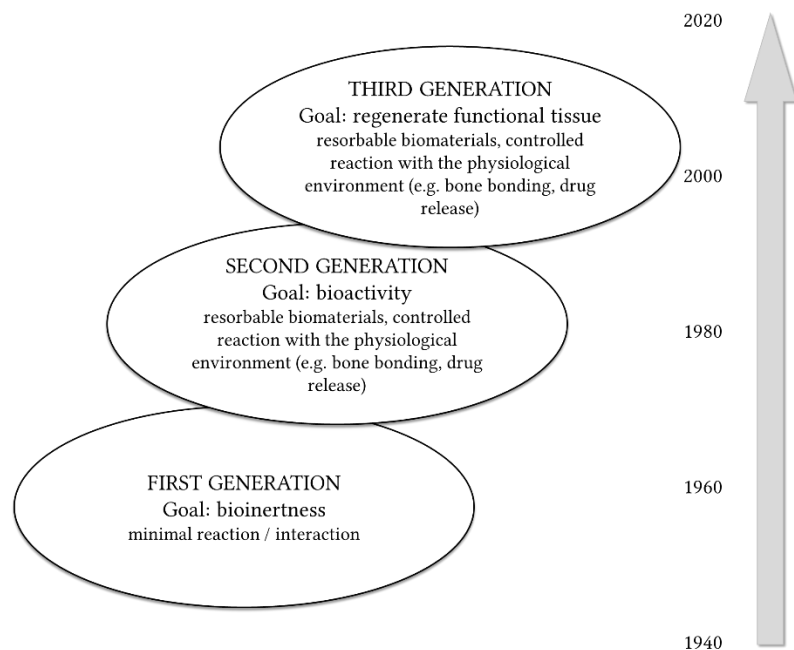 2020
THIRD GENERATION
Goal: regenerate functional tissue
resorbable biomaterials, controlled
reaction with the physiological
environment (e.g. bone bonding, drug
release)
2000
SECOND GENERATION
Goal: bioactivity
resorbable biomaterials, controlled
reaction with the physiological
environment (e.g. bone bonding, drug
release)
1980
FIRST GENERATION
Goal: bioinertness
minimal reaction / interaction
1960
1940